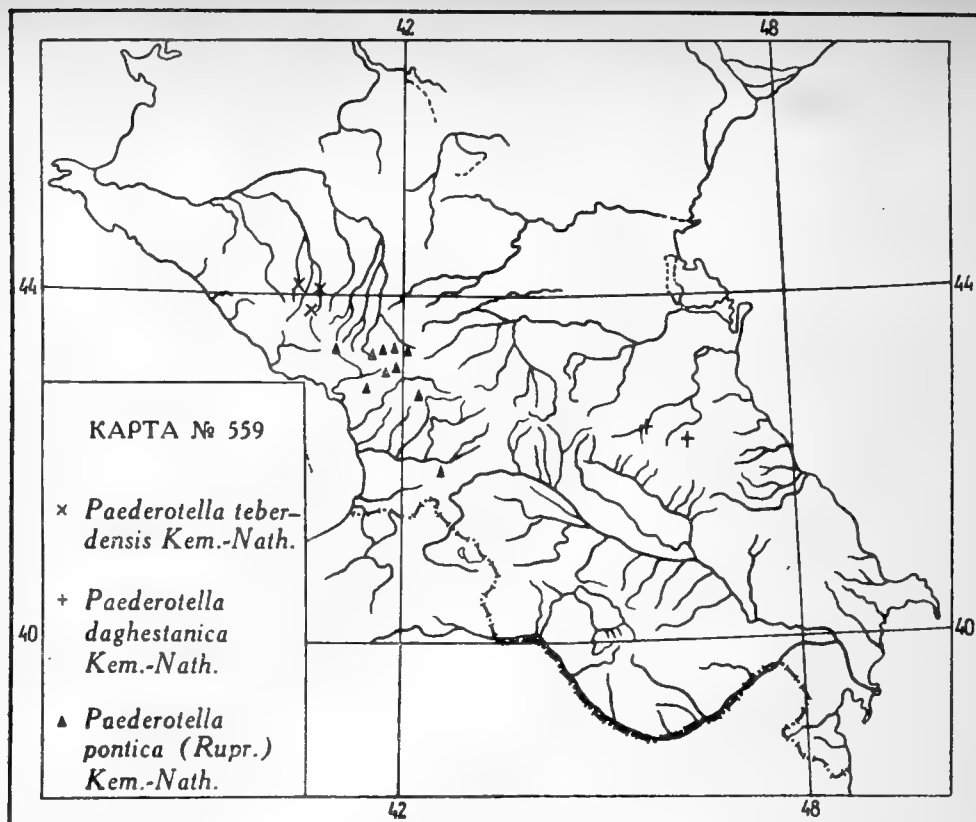 42 48
44 44
КАРТА № 559
× Paederotella teber-
densis Kem.-Nath.
+ Paederotella
daghestanica
Kem.-Nath.
▲ Paederotella
pontica (Rupr.)
Kem.-Nath.
40 40
42 48